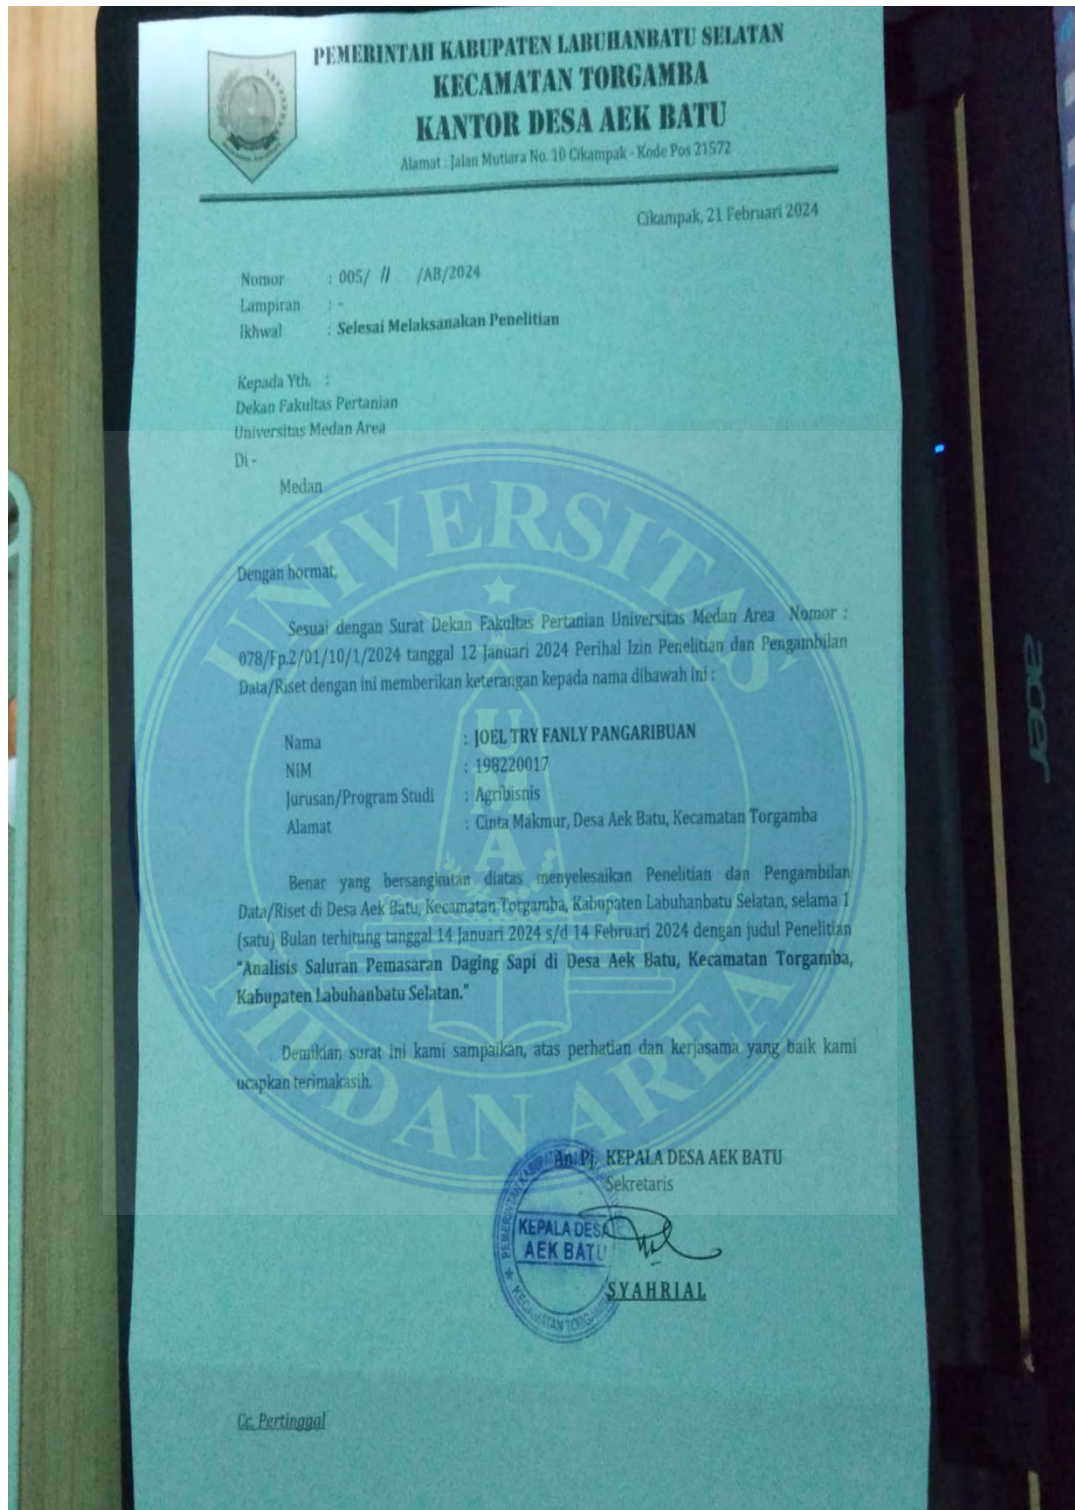 PEMERINTAH KABUPATEN LABUHANBATU SELATAN
KECAMATAN TORGAMBA
KANTOR DESA AEK BATU
Alamat : Jalan Mutiara No. 10 Cikampak - Kode Pos 21572
Cikampak, 21 Februari 2024
Nomor : 005/ 11 /AB/2024
Lampiran : -
Ikhwal : Selesai Melaksanakan Penelitian
Kepada Yth. :
Dekan Fakultas Pertanian
Universitas Medan Area
Di -
Medan
Dengan hormat,
Sesuai dengan Surat Dekan Fakultas Pertanian Universitas Medan Area Nomor :
078/Fp.2/01/10/1/2024 tanggal 12 Januari 2024 Perihal Izin Penelitian dan Pengambilan
Data/Riset dengan ini memberikan keterangan kepada nama dibawah ini :
Nama : JOEL TRY FANLY PANGARIBUAN
NIM : 198220017
Jurusan/Program Studi : Agribisnis
Alamat : Cinta Makmur, Desa Aek Batu, Kecamatan Torgamba
Benar yang bersangkutan diatas menyelesaikan Penelitian dan Pengambilan
Data/Riset di Desa Aek Batu, Kecamatan Torgamba, Kabupaten Labuhanbatu Selatan, selama 1
(satu) Bulan terhitung tanggal 14 Januari 2024 s/d 14 Februari 2024 dengan judul Penelitian
"Analisis Saluran Pemasaran Daging Sapi di Desa Aek Batu, Kecamatan Torgamba,
Kabupaten Labuhanbatu Selatan."
Demikian surat ini kami sampaikan, atas perhatian dan kerjasama yang baik kami
ucapkan terimakasih.
An. Pj. KEPALA DESA AEK BATU
Sekretaris
KEPALA DESA
AEK BATU
KECAMATAN TORGAMBA
SYAHRIAL
Cc. Pertinggal
UNIVERSITAS
MEDAN AREA
UMA
acer